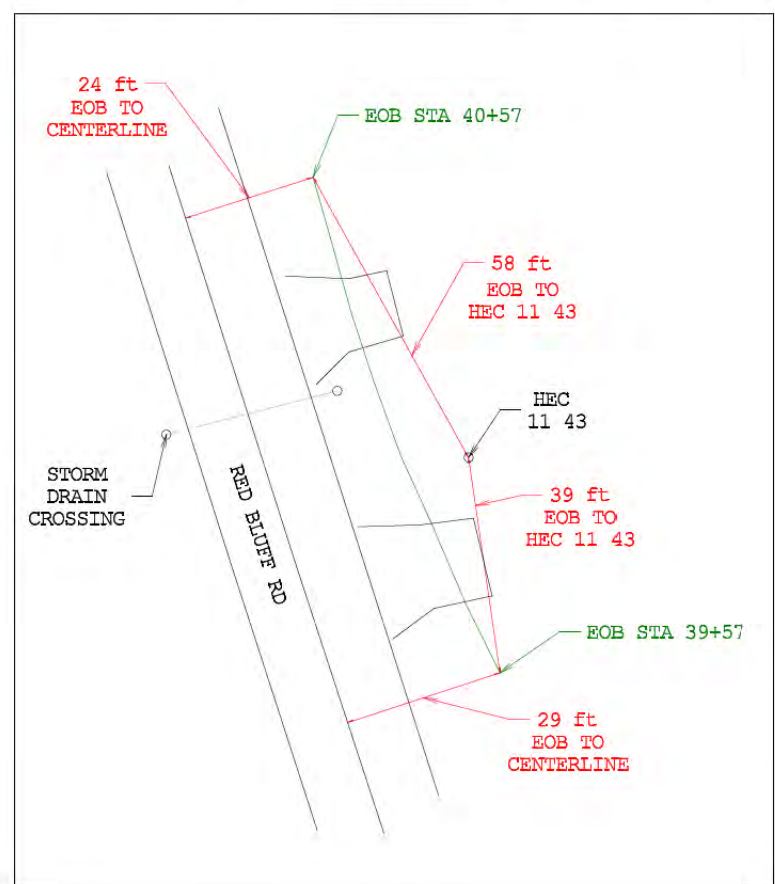 24 ft
EOB TO
CENTERLINE
EOB STA 40+57
58 ft
EOB TO
HEC 11 43
HEC
11 43
STORM
DRAIN
CROSSING
RED BLUFF RD
39 ft
EOB TO
HEC 11 43
EOB STA 39+57
29 ft
EOB TO
CENTERLINE